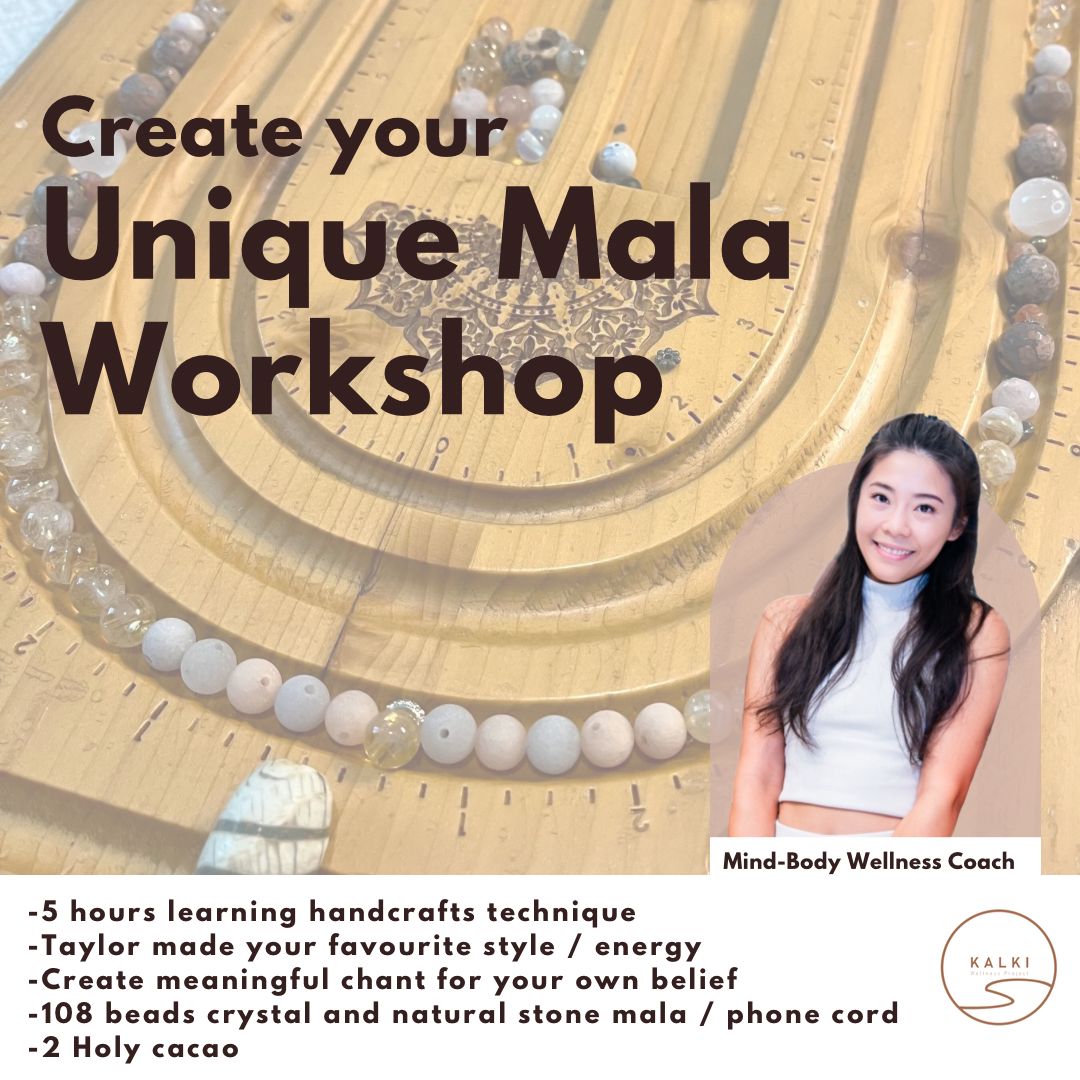 Create your
Unique Mala
Workshop
Mind-Body Wellness Coach
-5 hours learning handcrafts technique
-Taylor made your favourite style / energy
-Create meaningful chant for your own belief
-108 beads crystal and natural stone mala / phone cord
-2 Holy cacao
KALKI
Wellness Project